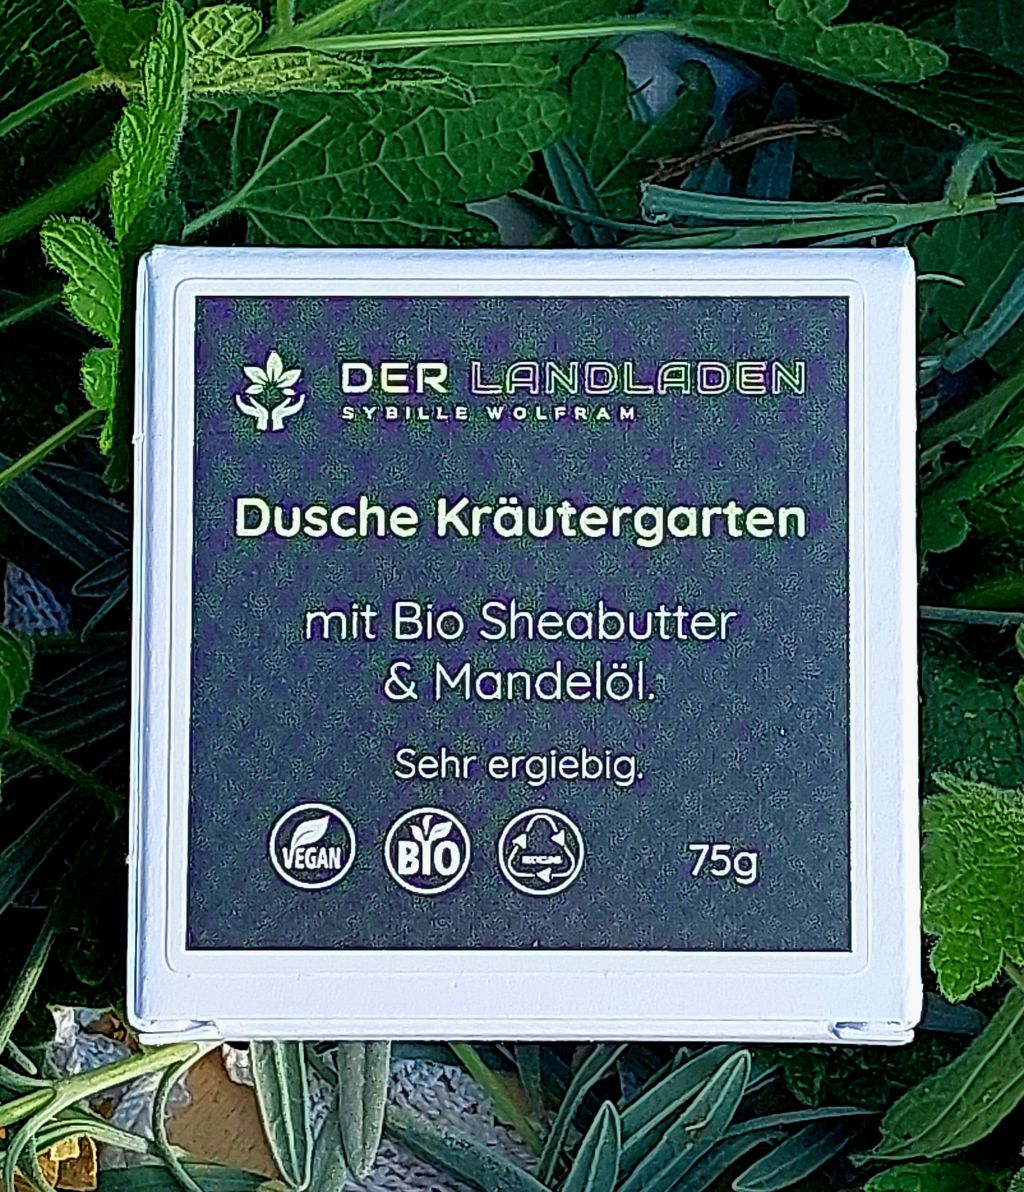 DER LANDLADEN
SYBILLE WOLFRAM
Dusche Kräutergarten
mit Bio Sheabutter
& Mandelöl.
Sehr ergiebig.
VEGAN
BIO
75g